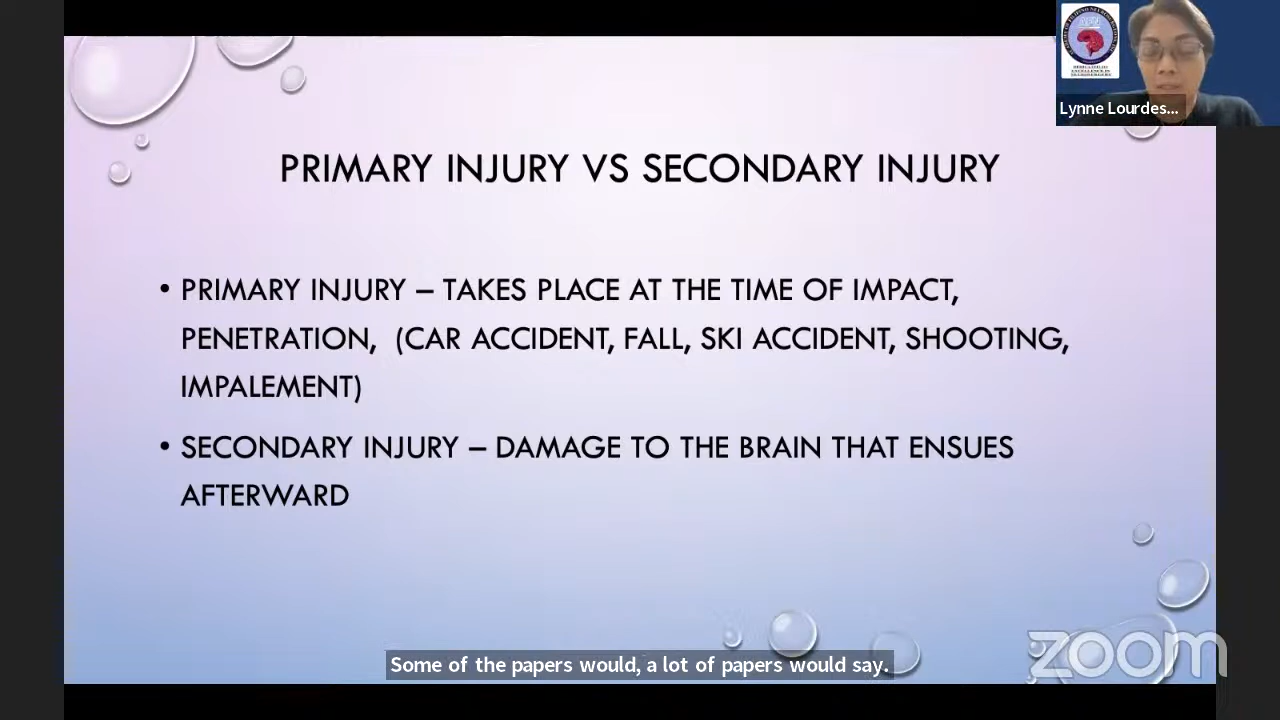 Lynne Lourdes...
PRIMARY INJURY VS SECONDARY INJURY
• PRIMARY INJURY – TAKES PLACE AT THE TIME OF IMPACT,
PENETRATION, (CAR ACCIDENT, FALL, SKI ACCIDENT, SHOOTING,
IMPALEMENT)
• SECONDARY INJURY – DAMAGE TO THE BRAIN THAT ENSUES
AFTERWARD
Some of the papers would, a lot of papers would say.
zoom